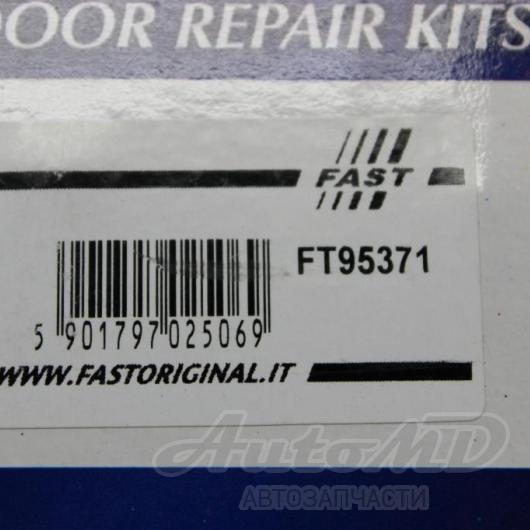 DOOR REPAIR KITS
FAST
FT95371
5 901797 025069
WWW.FASTORIGINAL.IT
AutoMD
АВТОЗАПЧАСТИ